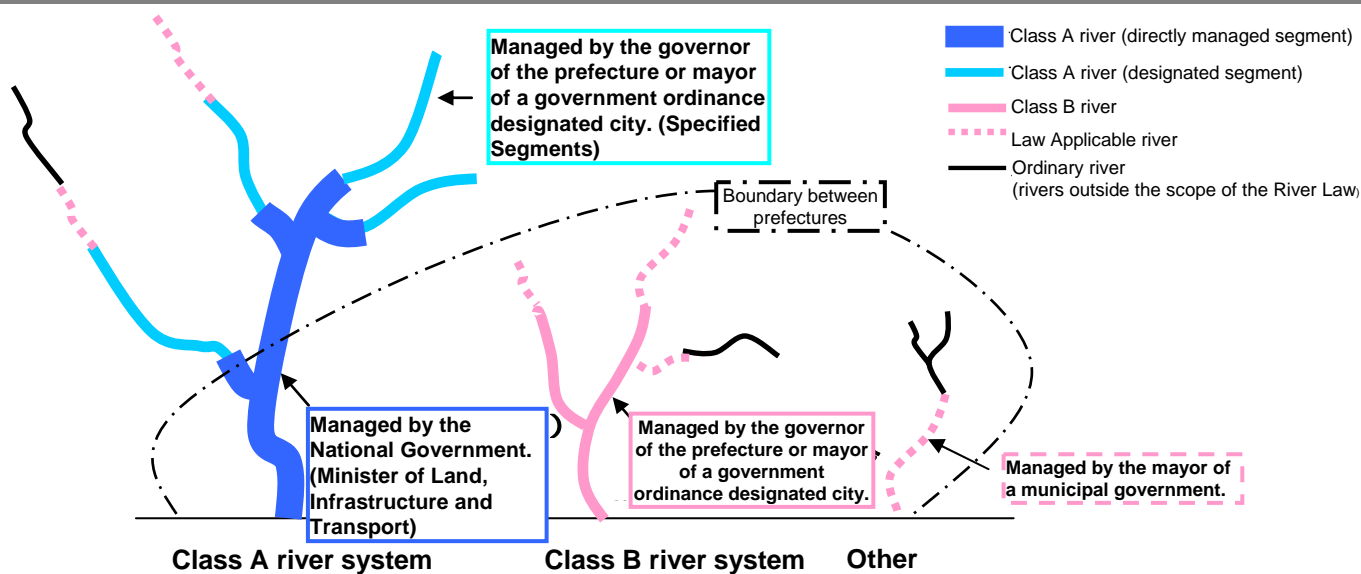 Managed by the governor
of the prefecture or mayor
of a government ordinance
designated city. (Specified
Segments)
Class A river (directly managed segment)
Class A river (designated segment)
Class B river
Law Applicable river
Ordinary river
(rivers outside the scope of the River Law)
Boundary between
prefectures
Managed by the
National Government.
(Minister of Land,
Infrastructure and
Transport)
)
Managed by the governor
of the prefecture or mayor
of a government
ordinance designated city.
Managed by the mayor of
a municipal government.
Class A river system
Class B river system
Other